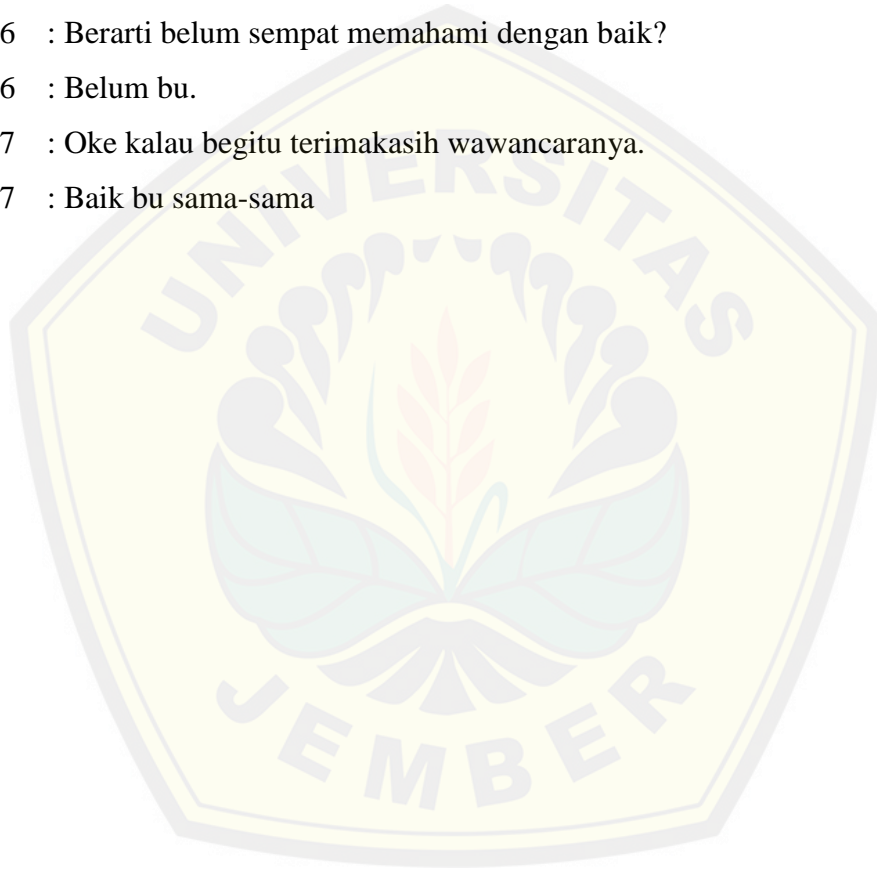 6 : Berarti belum sempat memahami dengan baik?
6 : Belum bu.
7 : Oke kalau begitu terimakasih wawancaranya.
7 : Baik bu sama-sama
UNIVERSITAS
JEMBER